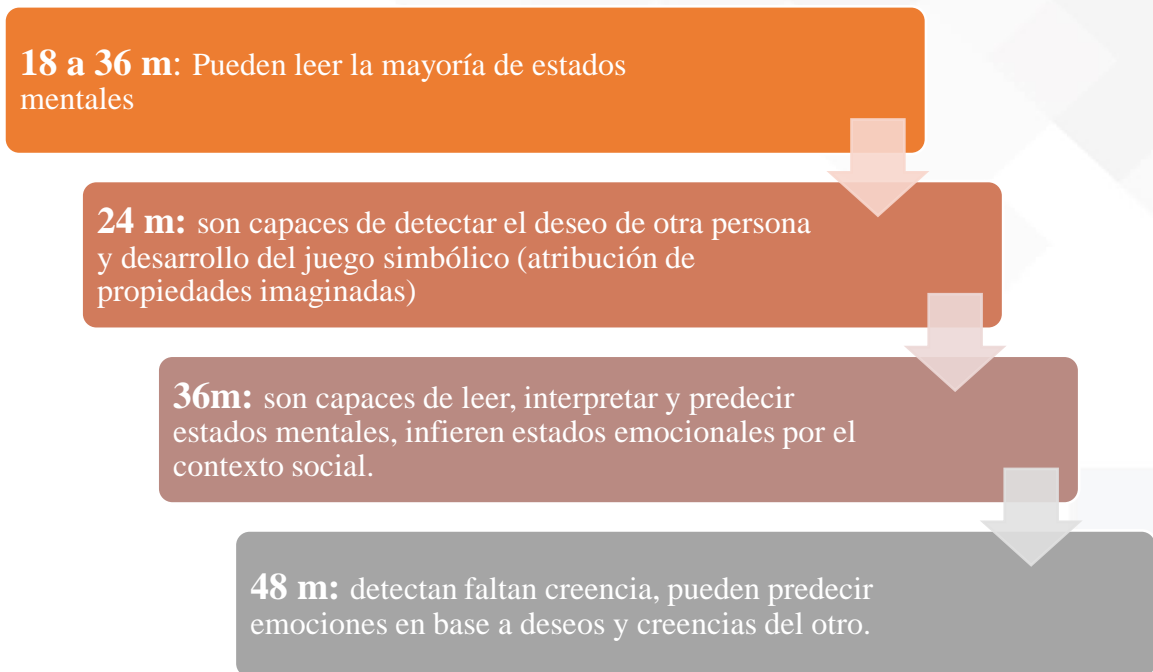 18 a 36 m: Pueden leer la mayoría de estados
mentales
24 m: son capaces de detectar el deseo de otra persona
y desarrollo del juego simbólico (atribución de
propiedades imaginadas)
36m: son capaces de leer, interpretar y predecir
estados mentales, infieren estados emocionales por el
contexto social.
48 m: detectan faltan creencia, pueden predecir
emociones en base a deseos y creencias del otro.